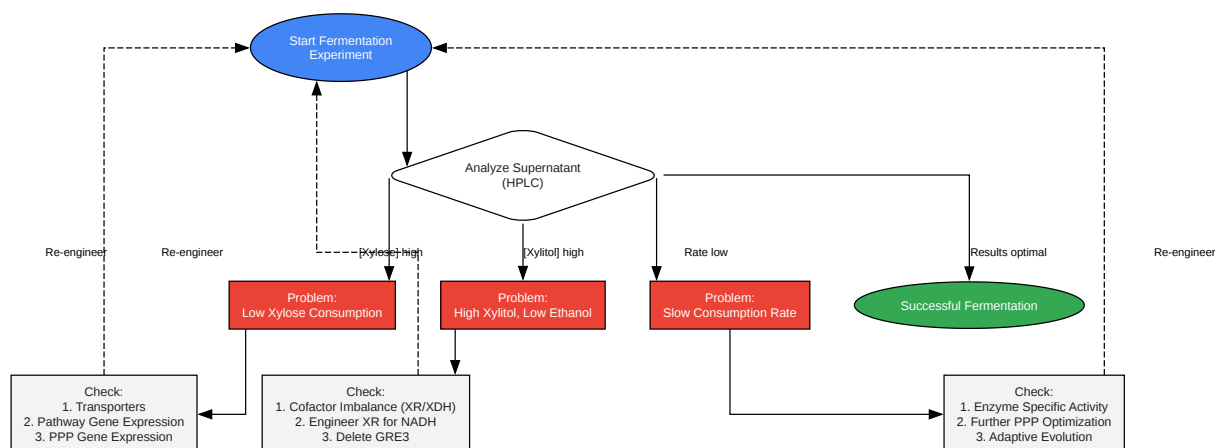 Start Fermentation
Experiment
Analyze Supernatant
(HPLC)
Re-engineer
Re-engineer
[Xylose] high
[Xylitol] high
Rate low
Results optimal
Re-engineer
Problem:
Low Xylose Consumption
Problem:
High Xylitol, Low Ethanol
Problem:
Slow Consumption Rate
Successful Fermentation
Check:
1. Transporters
2. Pathway Gene Expression
3. PPP Gene Expression
Check:
1. Cofactor Imbalance (XR/XDH)
2. Engineer XR for NADH
3. Delete GRE3
Check:
1. Enzyme Specific Activity
2. Further PPP Optimization
3. Adaptive Evolution